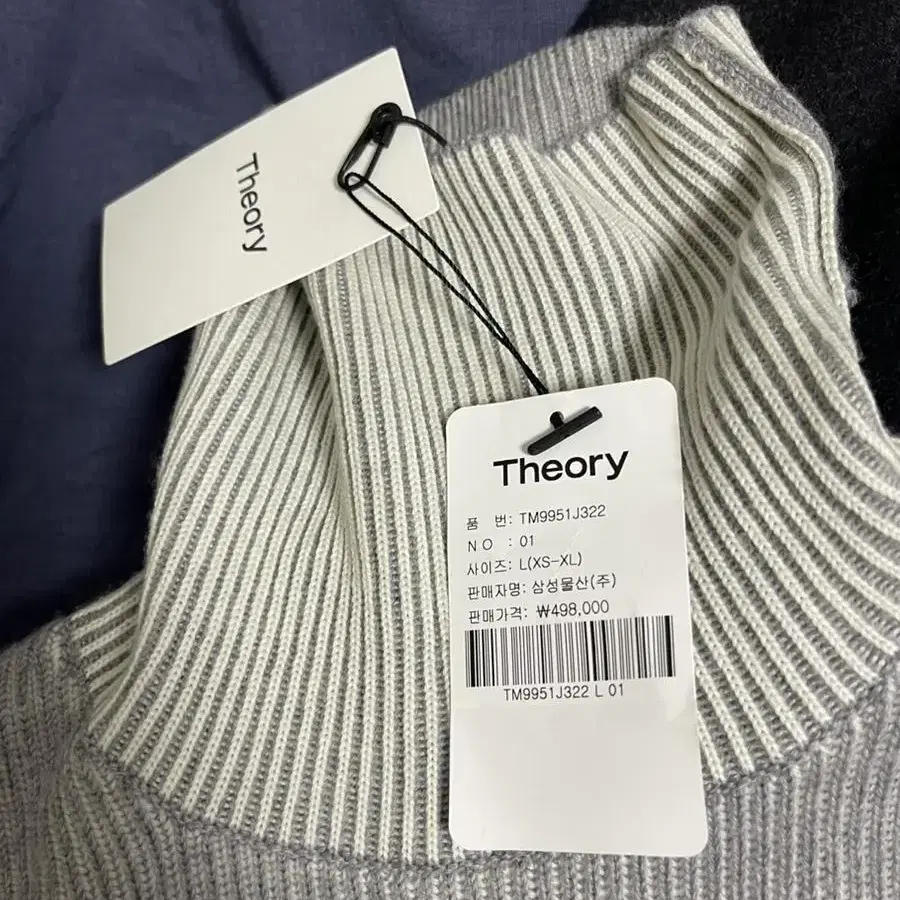 Theory
Theory
품 번: TM9951J322
NO : 01
사이즈: L(XS-XL)
판매자명: 삼성물산(주)
판매가격: ₩498,000
TM9951J322 L 01